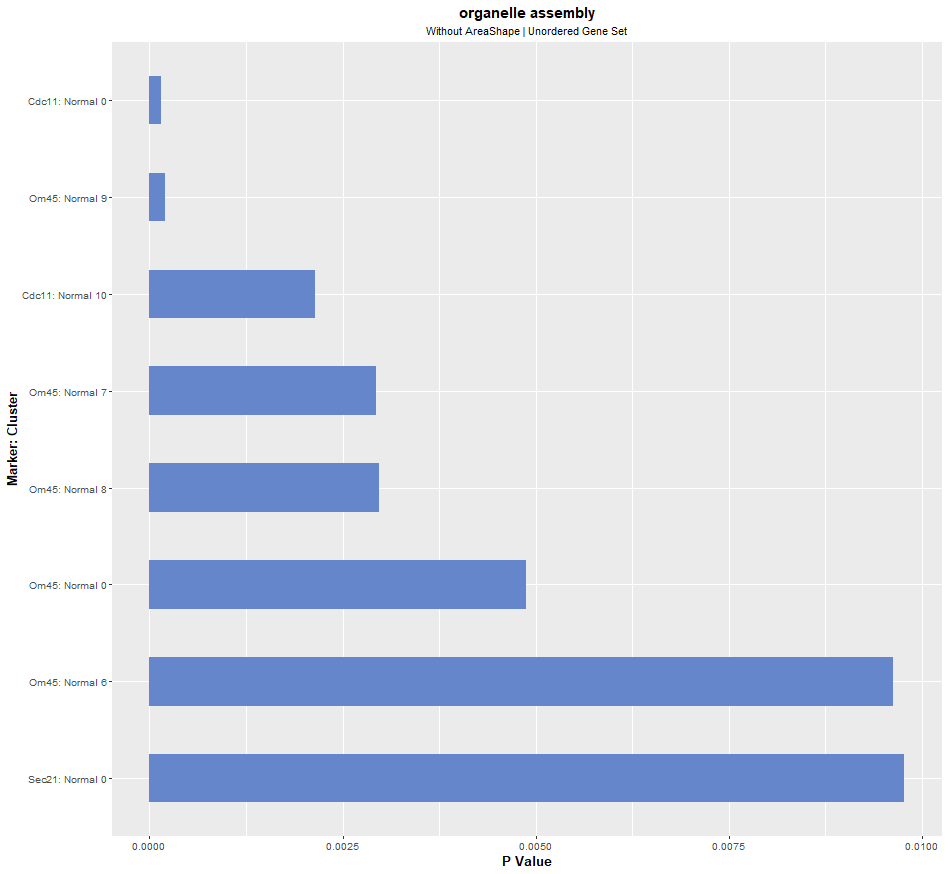 organelle assembly
Without AreaShape | Unordered Gene Set
Marker: Cluster
Cdc11: Normal 0
Om45: Normal 9
Cdc11: Normal 10
Om45: Normal 7
Om45: Normal 8
Om45: Normal 0
Om45: Normal 6
Sec21: Normal 0
0.0000 0.0025 0.0050 0.0075 0.0100
P Value